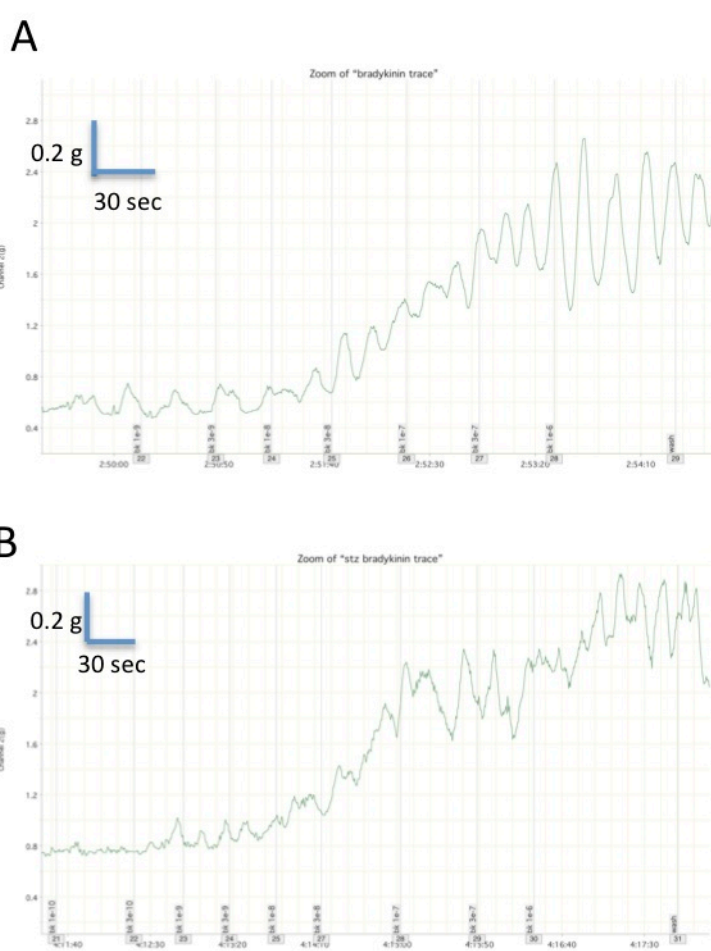 A
Zoom of "bradykinin trace"
2.8
0.2 g
2.4
30 sec
2
Channel 2 (g)
1.6
1.2
0.8
0.4
bk 1e-9
bk 3e-9
bk 1e-8
bk 3e-8
bk 1e-7
bk 3e-7
bk 1e-6
wash
22
23
24
25
26
27
28
29
2:50:00
2:50:50
2:51:40
2:52:30
2:53:20
2:54:10
B
Zoom of "stz bradykinin trace"
2.8
0.2 g
2.4
30 sec
2
Channel 2 (g)
1.6
1.2
0.8
0.4
bk 1e-10
bk 3e-10
bk 1e-9
bk 3e-9
bk 1e-8
bk 3e-8
bk 1e-7
bk 3e-7
bk 1e-6
wash
21
22
23
24
25
27
28
29
30
31
4:11:40
4:12:30
4:15:00
4:15:50
4:16:40
4:17:30